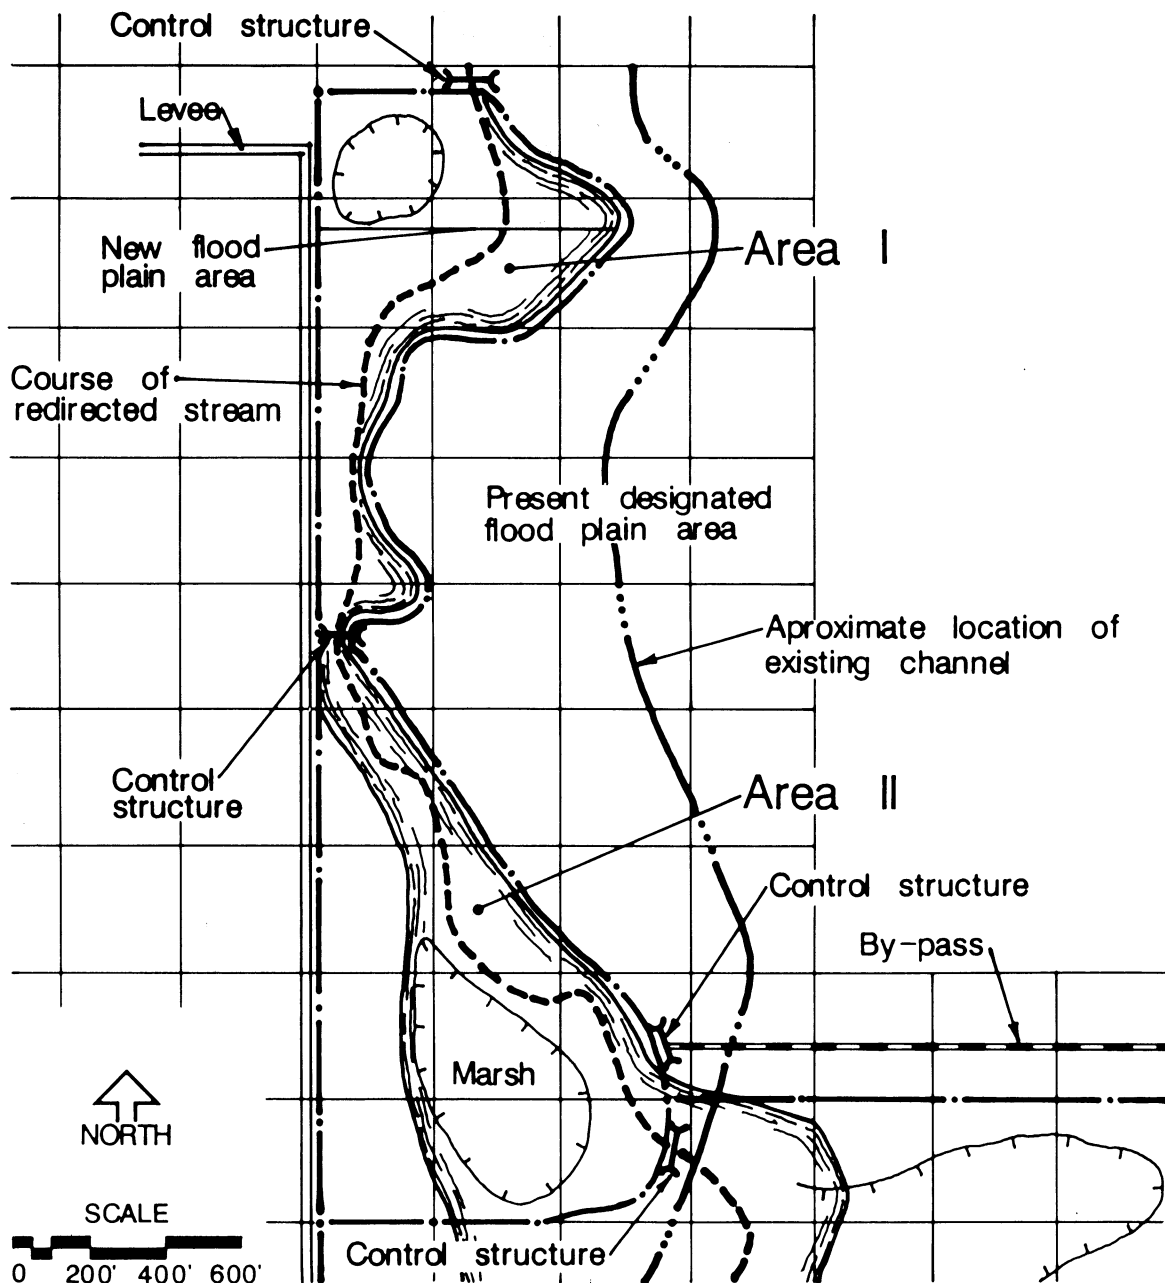 Control structure
Levee
New flood
plain area
Area I
Course of
redirected stream
Present designated
flood plain area
Aproximate location of
existing channel
Control
structure
Area II
Control structure
By-pass
Marsh
NORTH
SCALE
0 200' 400' 600'
Control structure